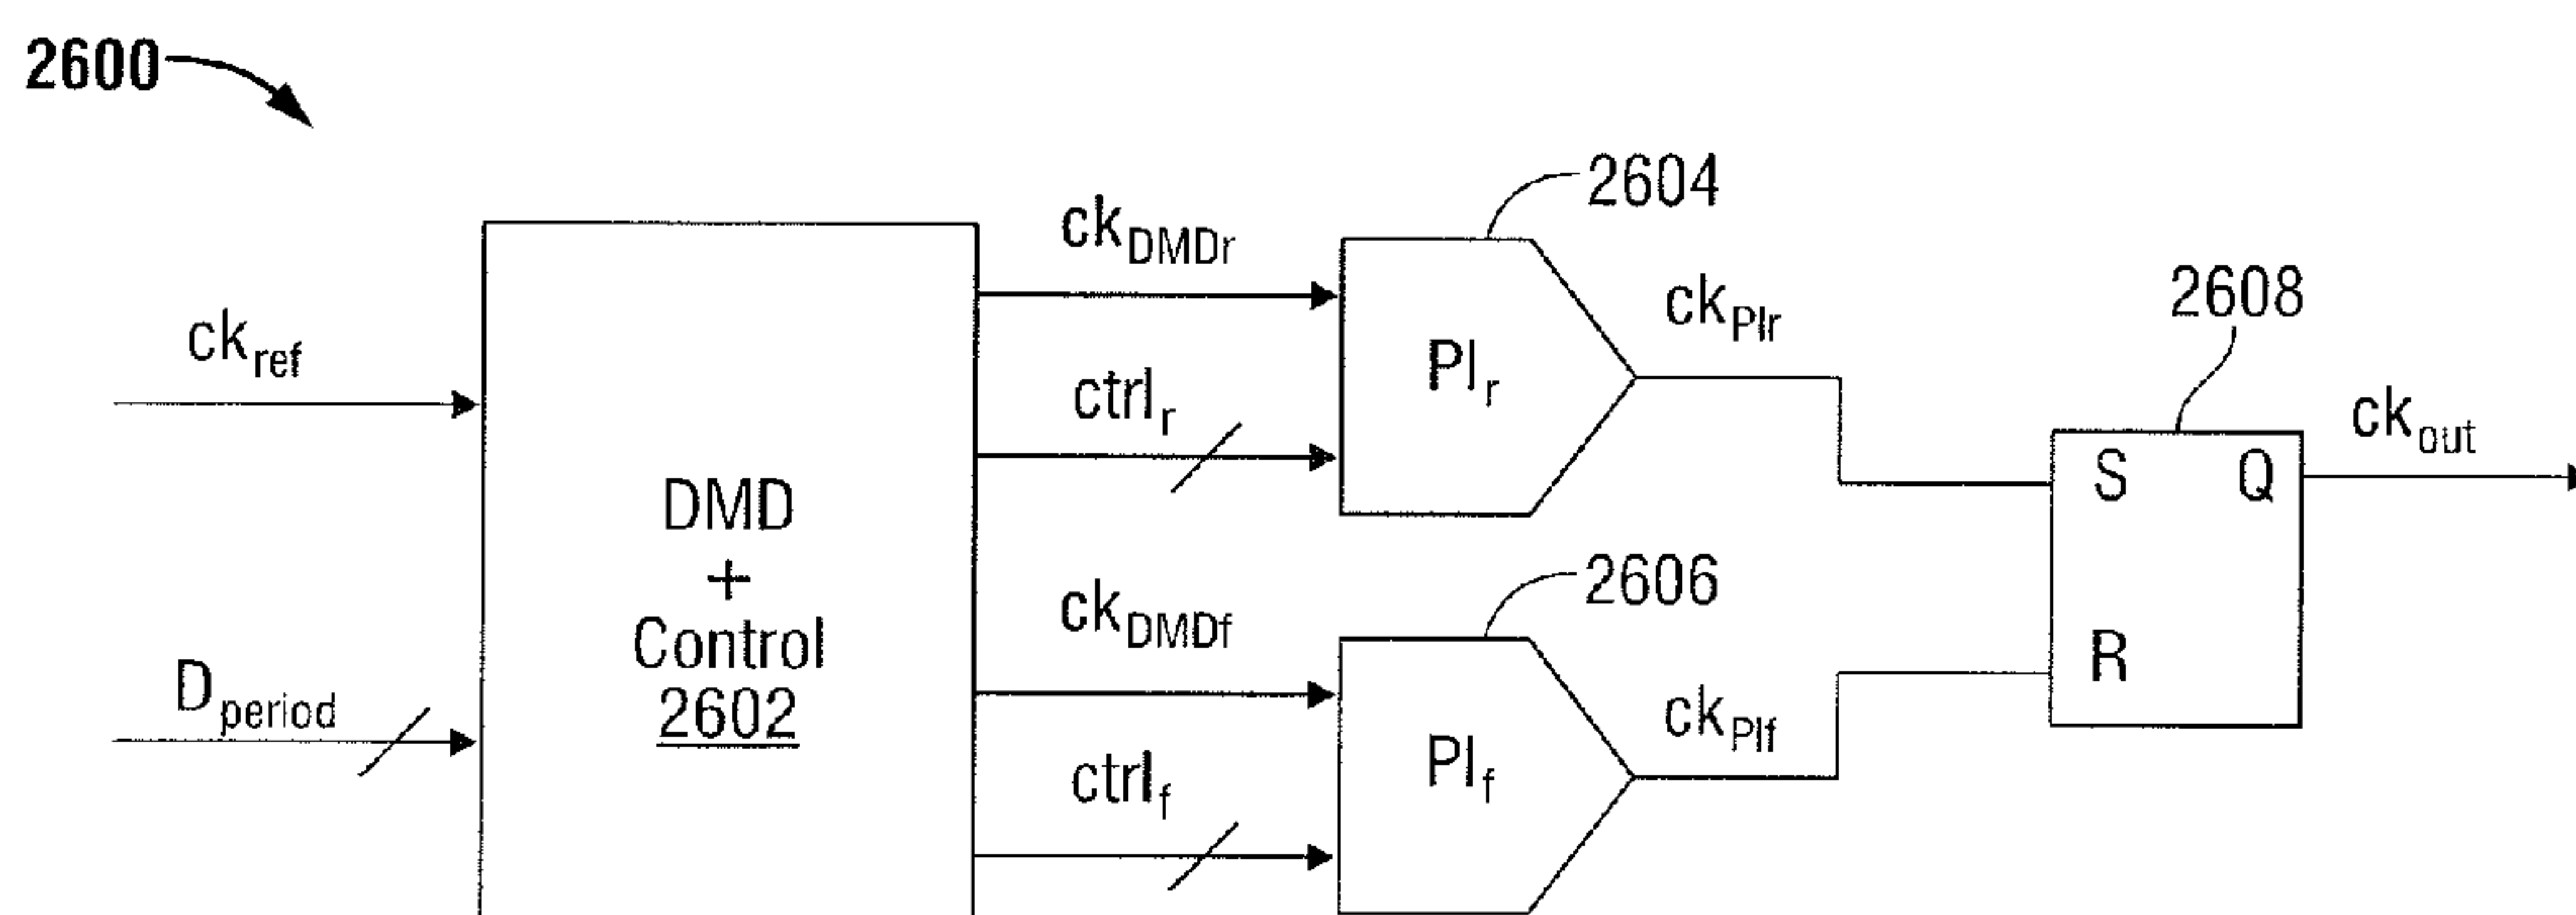 2600
ck_ref
D_period
DMD
+
Control
2602
ck_DMDr
ctrl_r
ck_DMDf
ctrl_f
2604
PI_r
ck_PIr
2606
PI_f
ck_PIf
2608
S Q
R
ck_out